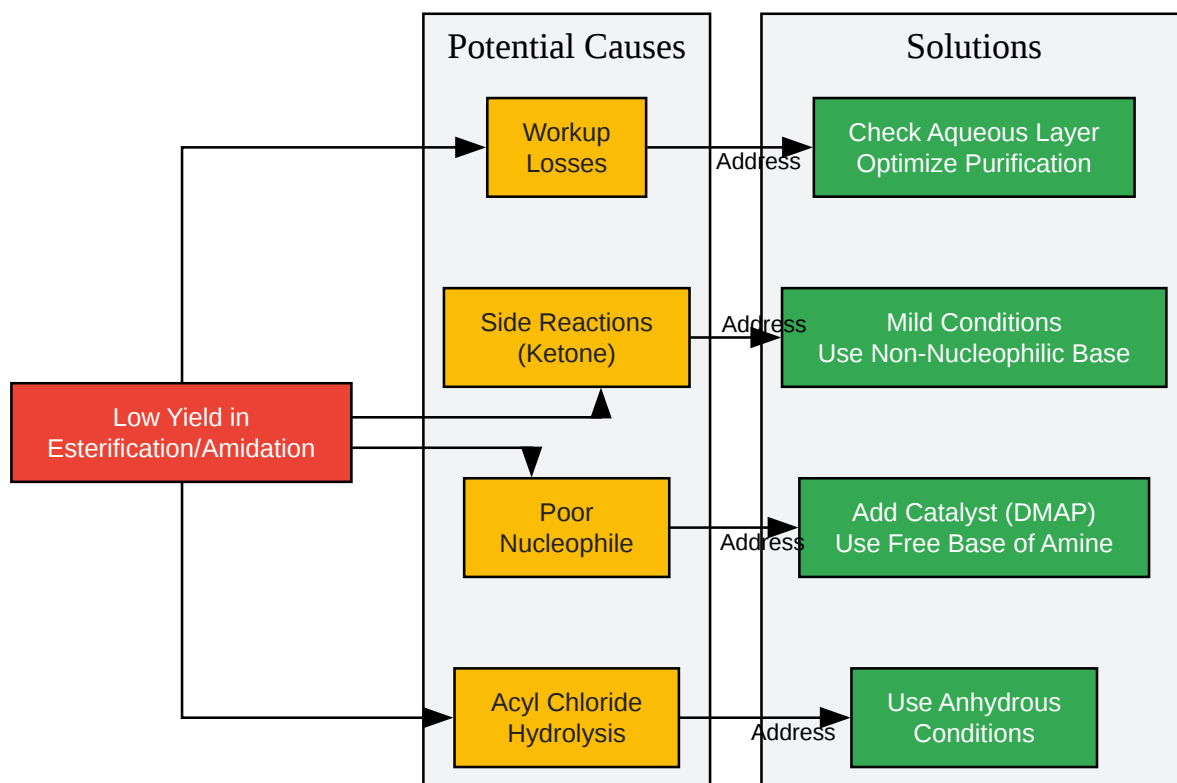 Potential Causes
Solutions
Workup
Losses
Address
Check Aqueous Layer
Optimize Purification
Side Reactions
(Ketone)
Address
Mild Conditions
Use Non-Nucleophilic Base
Low Yield in
Esterification/Amidation
Poor
Nucleophile
Address
Add Catalyst (DMAP)
Use Free Base of Amine
Acyl Chloride
Hydrolysis
Address
Use Anhydrous
Conditions